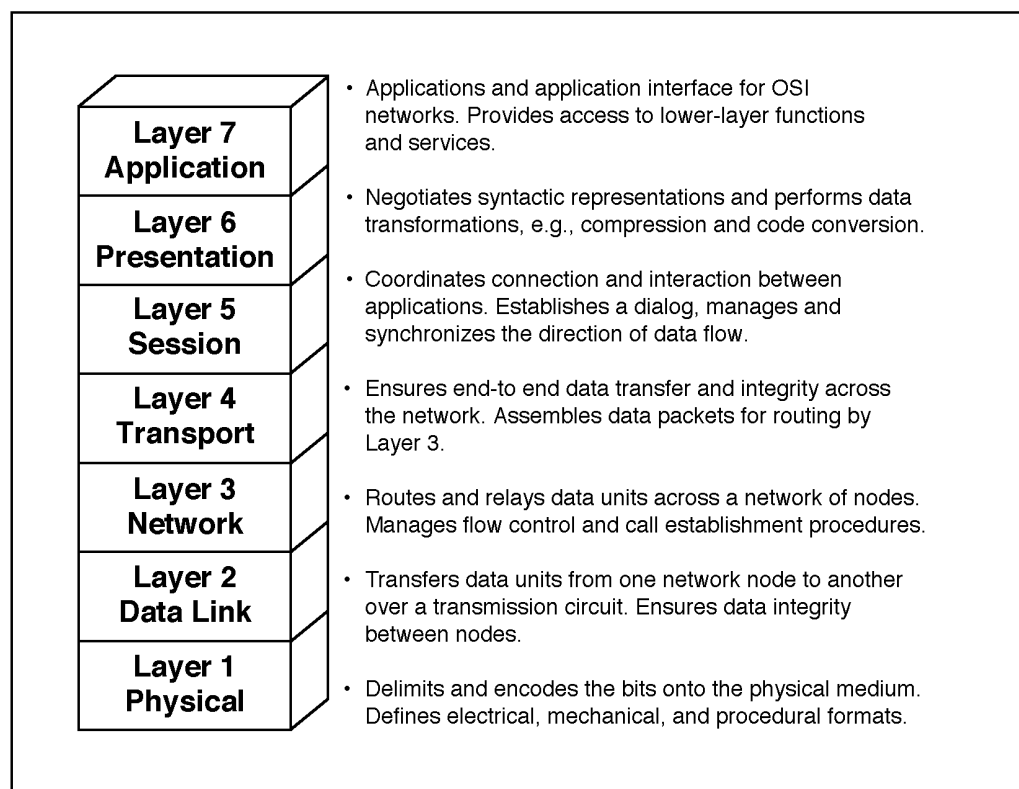 Layer 7
Application
• Applications and application interface for OSI
networks. Provides access to lower-layer functions
and services.
Layer 6
Presentation
• Negotiates syntactic representations and performs data
transformations, e.g., compression and code conversion.
Layer 5
Session
• Coordinates connection and interaction between
applications. Establishes a dialog, manages and
synchronizes the direction of data flow.
Layer 4
Transport
• Ensures end-to end data transfer and integrity across
the network. Assembles data packets for routing by
Layer 3.
Layer 3
Network
• Routes and relays data units across a network of nodes.
Manages flow control and call establishment procedures.
Layer 2
Data Link
• Transfers data units from one network node to another
over a transmission circuit. Ensures data integrity
between nodes.
Layer 1
Physical
• Delimits and encodes the bits onto the physical medium.
Defines electrical, mechanical, and procedural formats.